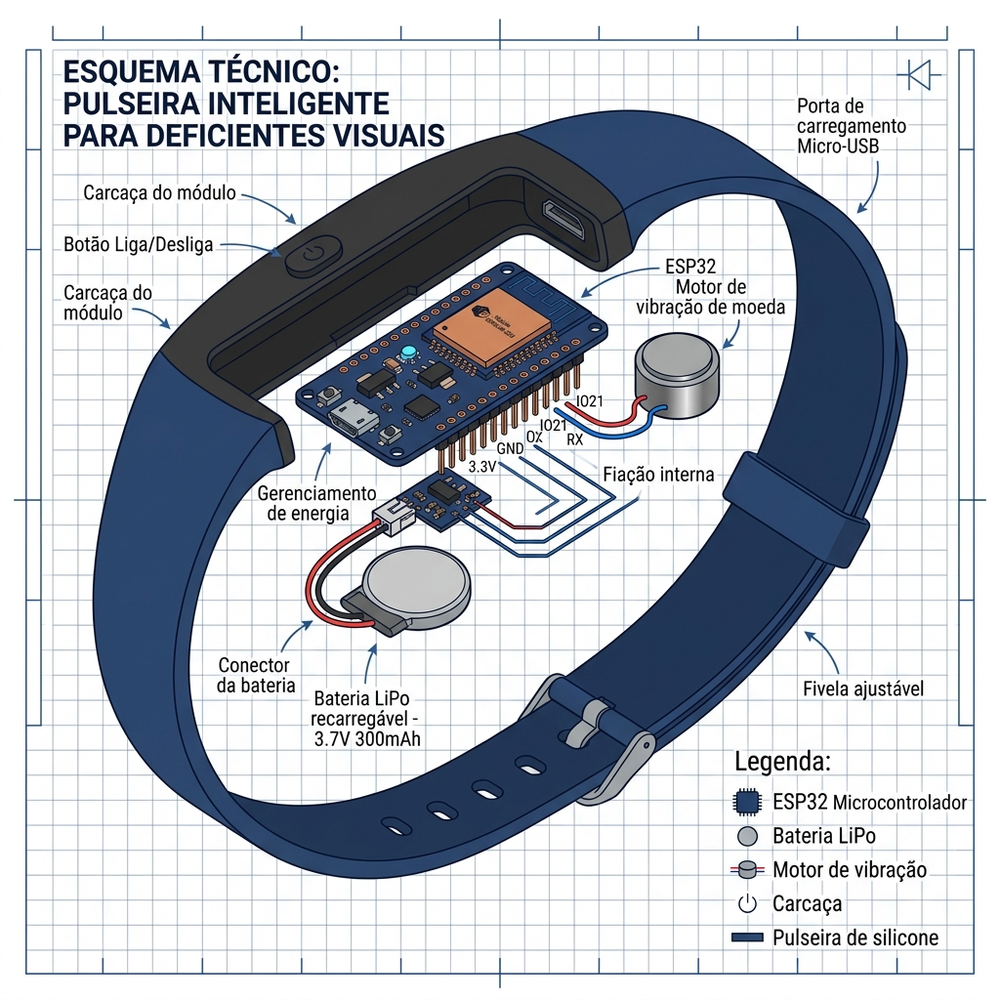 ESQUEMA TÉCNICO:
PULSEIRA INTELIGENTE
PARA DEFICIENTES VISUAIS
Porta de
carregamento
Micro-USB
Carcaça do módulo
Botão Liga/Desliga
Carcaça do
módulo
ESP32
Motor de
vibração de moeda
IO21
IO21
0X
RX
GND
3.3V
Fiação interna
Gerenciamento
de energia
Conector
da bateria
Bateria LiPo
recarregável -
3.7V 300mAh
Fivela ajustável
Legenda:
ESP32 Microcontrolador
Bateria LiPo
Motor de vibração
Carcaça
Pulseira de silicone